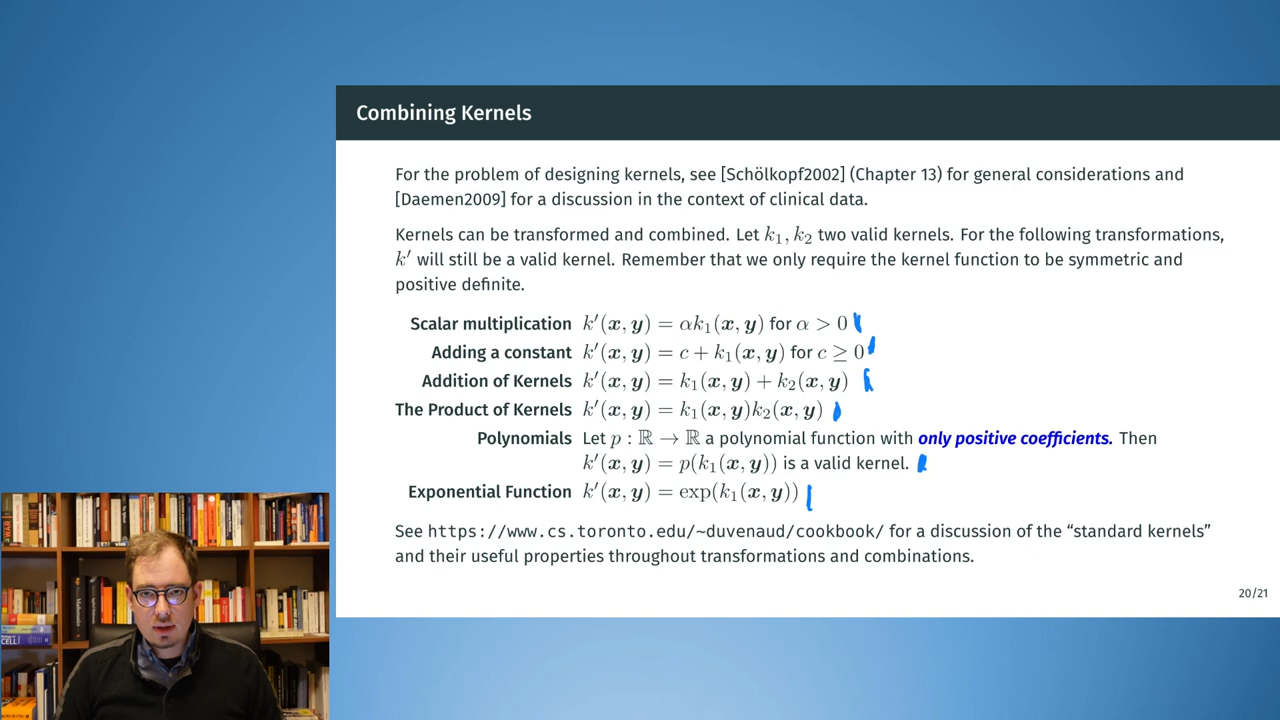 Combining Kernels
For the problem of designing kernels, see [Schölkopf2002] (Chapter 13) for general considerations and
[Daemen2009] for a discussion in the context of clinical data.
Kernels can be transformed and combined. Let k₁, k₂ two valid kernels. For the following transformations,
k′ will still be a valid kernel. Remember that we only require the kernel function to be symmetric and
positive definite.
Scalar multiplication k′(x, y) = αk₁(x, y) for α > 0
Adding a constant k′(x, y) = c + k₁(x, y) for c ≥ 0
Addition of Kernels k′(x, y) = k₁(x, y) + k₂(x, y)
The Product of Kernels k′(x, y) = k₁(x, y)k₂(x, y)
Polynomials Let p : ℝ → ℝ a polynomial function with only positive coefficients. Then
k′(x, y) = p(k₁(x, y)) is a valid kernel.
Exponential Function k′(x, y) = exp(k₁(x, y))
See https://www.cs.toronto.edu/~duvenaud/cookbook/ for a discussion of the “standard kernels”
and their useful properties throughout transformations and combinations.
20/21
CELL